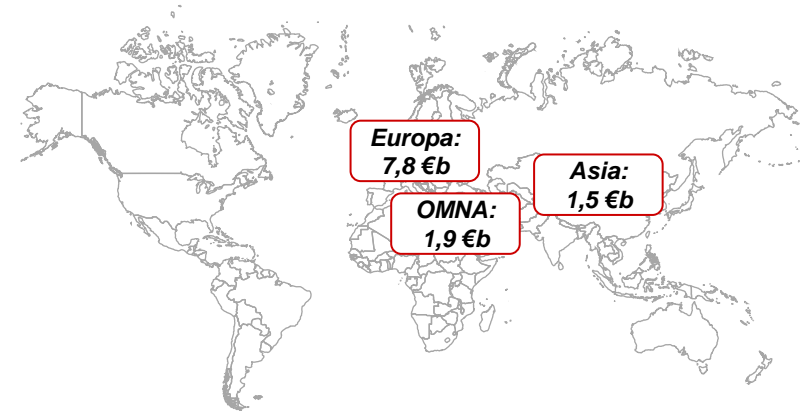 Europa:
7,8 €b
Asia:
1,5 €b
OMNA:
1,9 €b